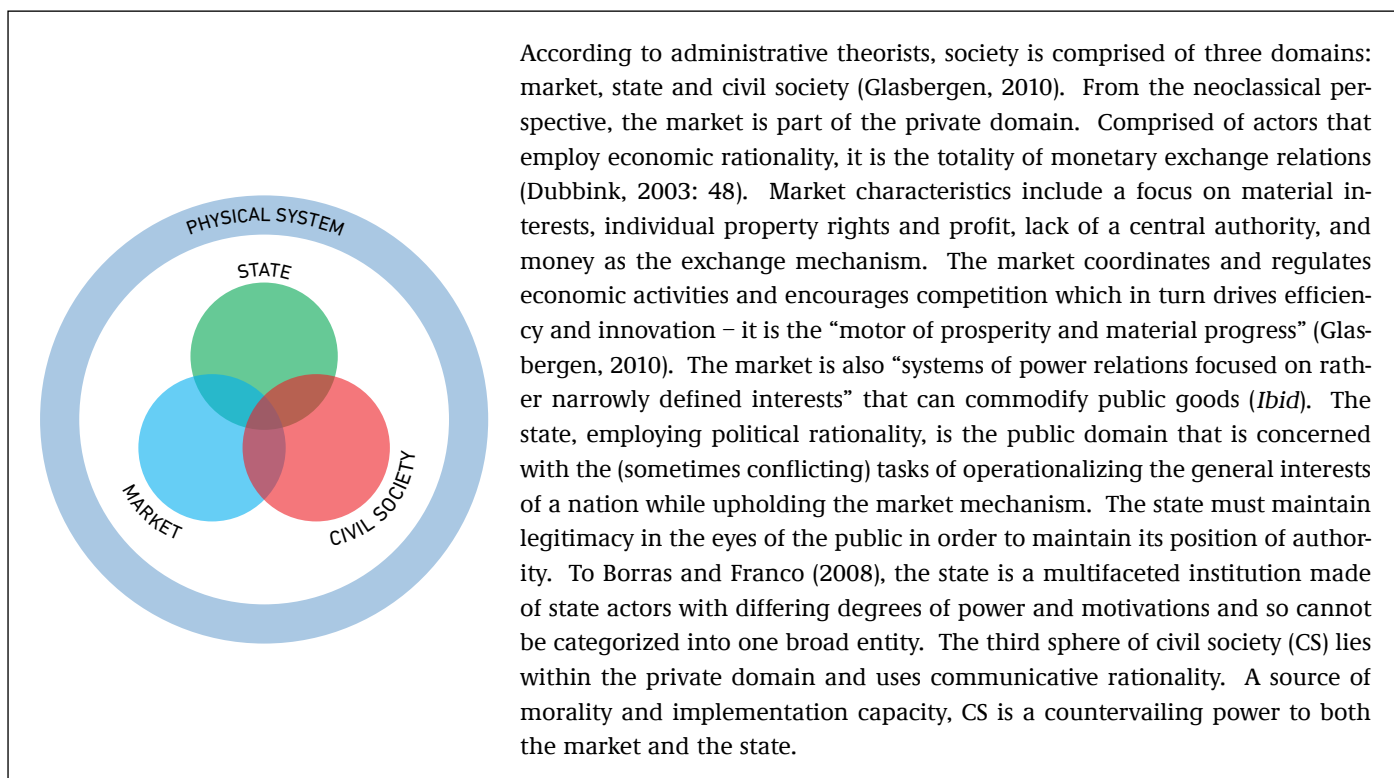 PHYSICAL SYSTEM
STATE
MARKET
CIVIL SOCIETY
According to administrative theorists, society is comprised of three domains:
market, state and civil society (Glasbergen, 2010). From the neoclassical per-
spective, the market is part of the private domain. Comprised of actors that
employ economic rationality, it is the totality of monetary exchange relations
(Dubbink, 2003: 48). Market characteristics include a focus on material in-
terests, individual property rights and profit, lack of a central authority, and
money as the exchange mechanism. The market coordinates and regulates
economic activities and encourages competition which in turn drives efficien-
cy and innovation – it is the “motor of prosperity and material progress” (Glas-
bergen, 2010). The market is also “systems of power relations focused on rath-
er narrowly defined interests” that can commodify public goods (Ibid). The
state, employing political rationality, is the public domain that is concerned
with the (sometimes conflicting) tasks of operationalizing the general interests
of a nation while upholding the market mechanism. The state must maintain
legitimacy in the eyes of the public in order to maintain its position of author-
ity. To Borras and Franco (2008), the state is a multifaceted institution made
of state actors with differing degrees of power and motivations and so cannot
be categorized into one broad entity. The third sphere of civil society (CS) lies
within the private domain and uses communicative rationality. A source of
morality and implementation capacity, CS is a countervailing power to both
the market and the state.